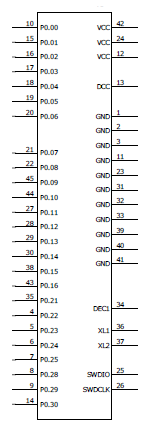 10 P0.00 VCC 42
15 P0.01 VCC 24
16 P0.02 VCC 12
17 P0.03
18 P0.04 DCC 13
19 P0.05
20 P0.06 GND 1
GND 2
GND 3
21 P0.07
GND 11
22 P0.08
GND 23
45 P0.09
GND 31
44 P0.10
GND 32
27 P0.11
GND 33
28 P0.12
GND 39
29 P0.13
GND 40
30 P0.14
GND 41
38 P0.15
43 P0.16
35 P0.21
DEC1 34
4 P0.22
5 P0.23 XL1 36
6 P0.24 XL2 37
7 P0.25
8 P0.28 SWDIO 25
9 P0.29 SWDCLK 26
14 P0.30